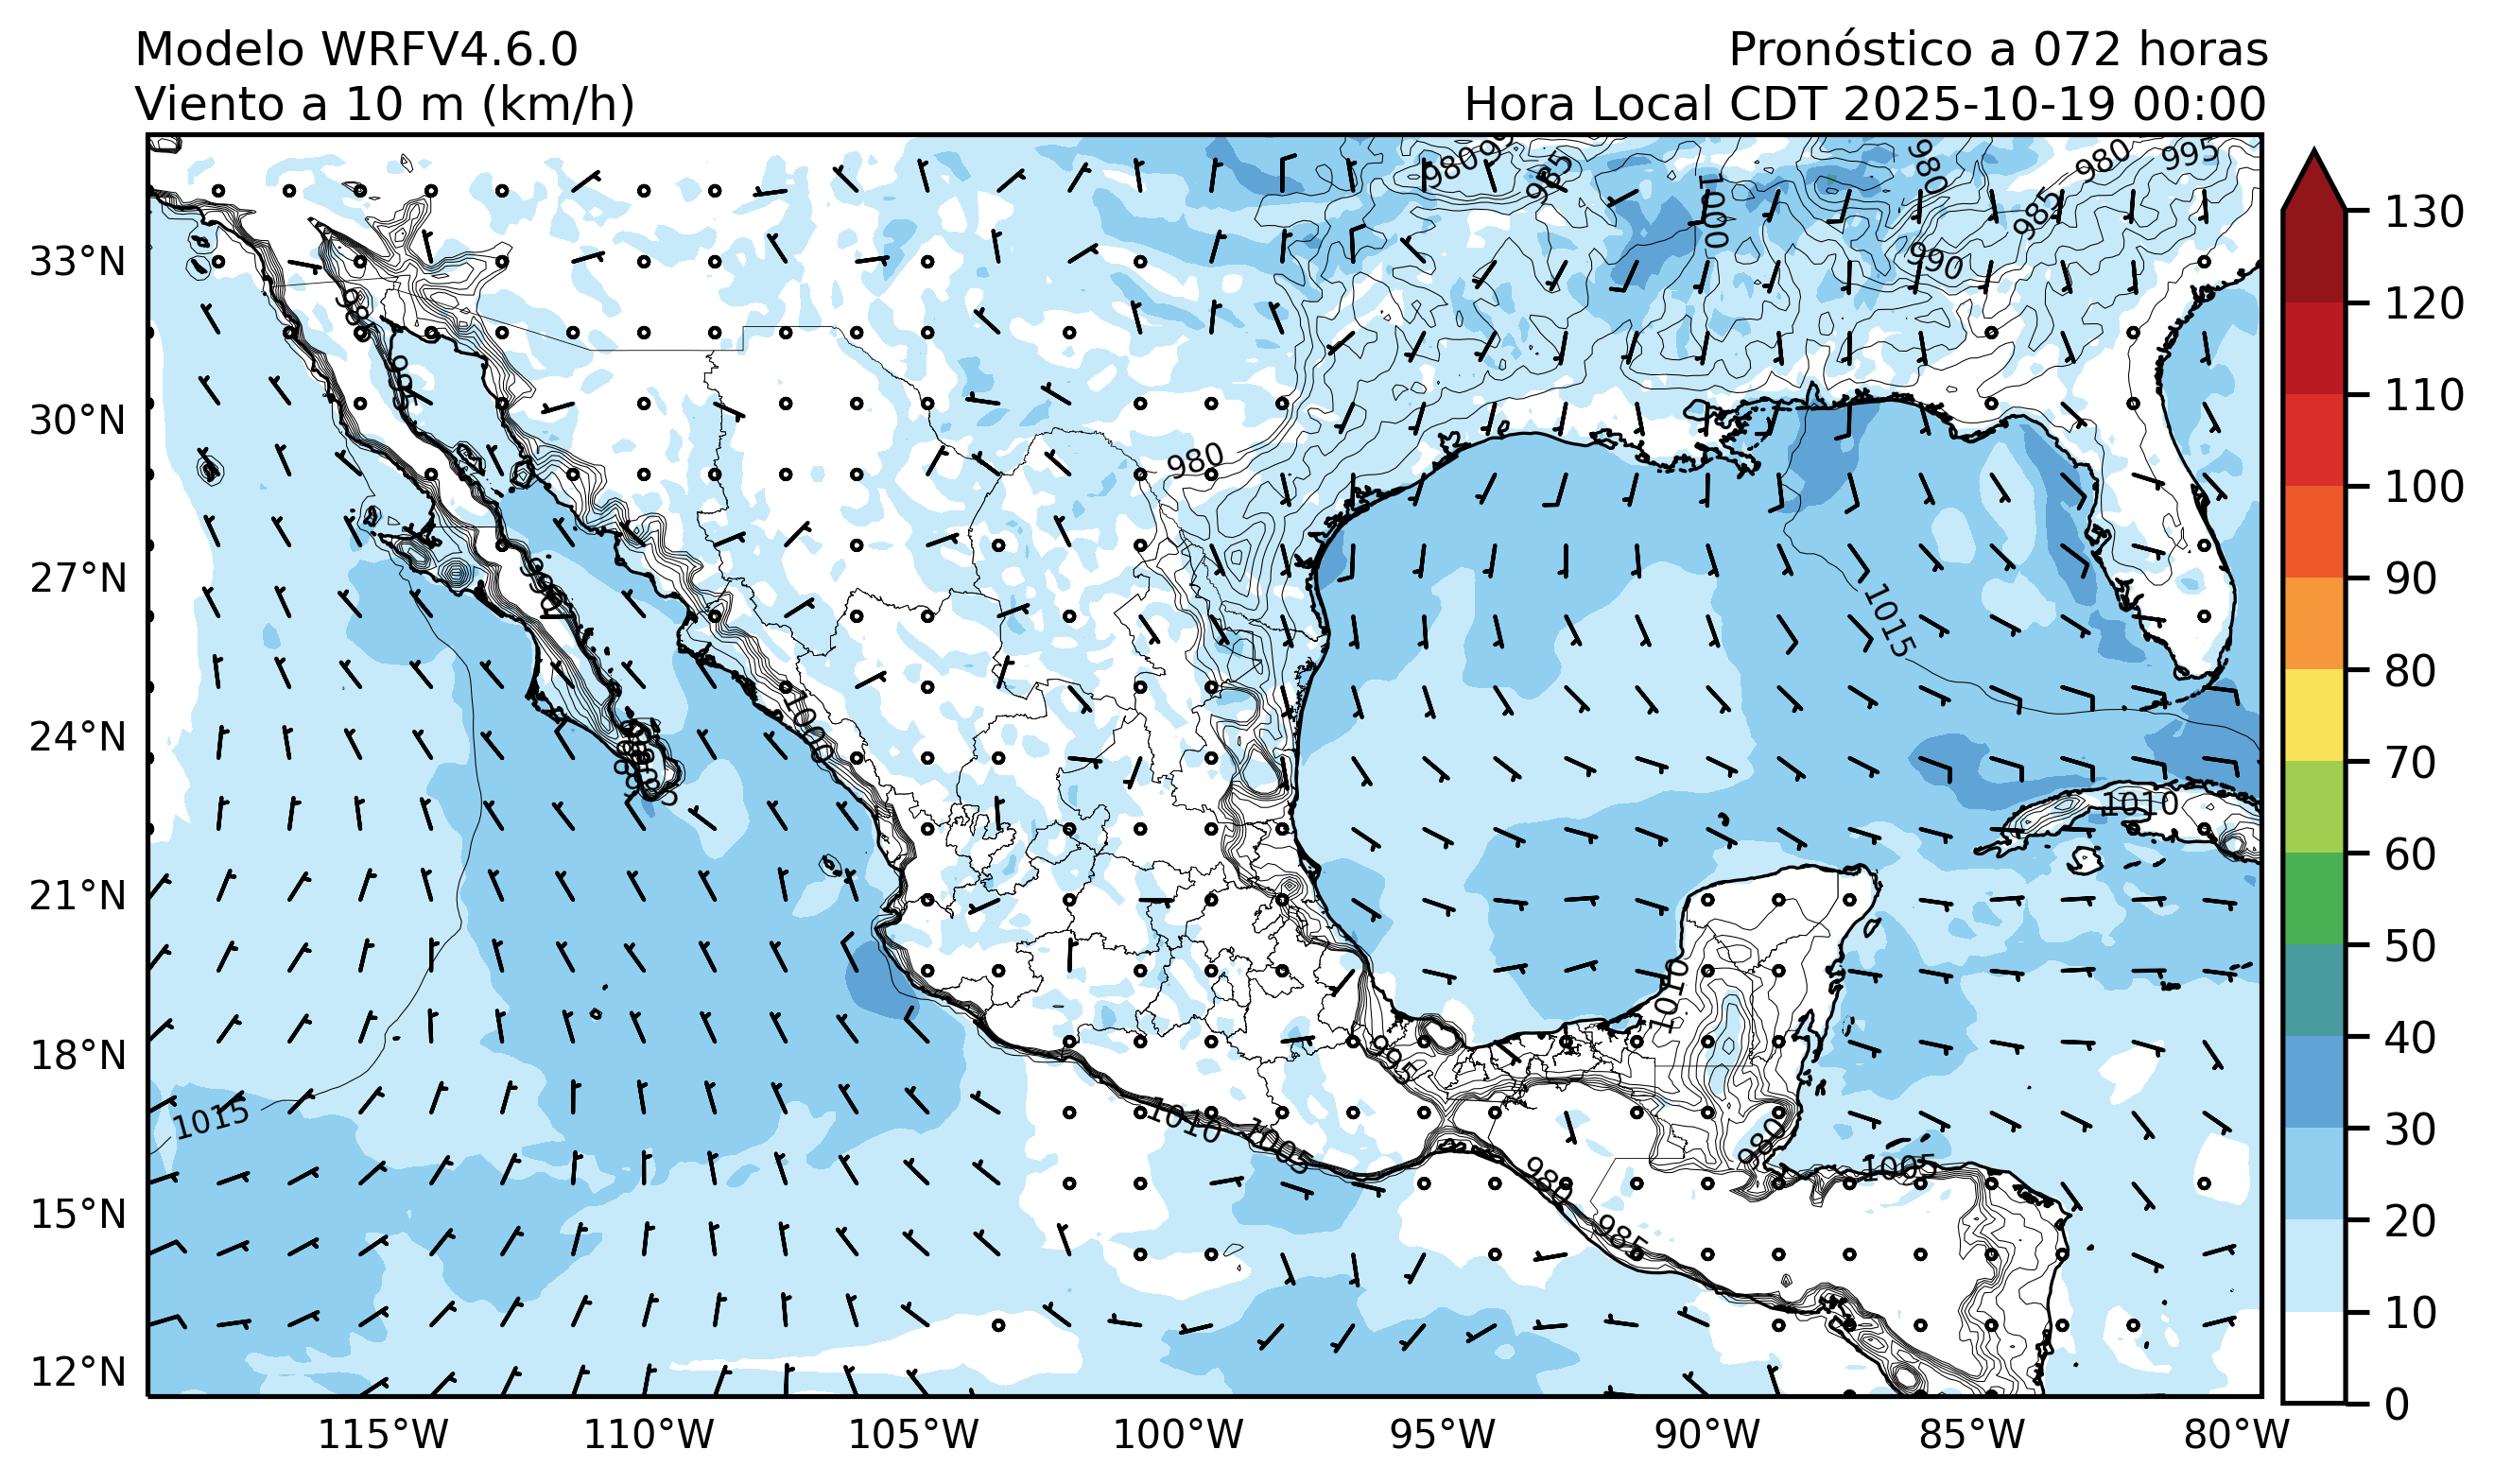 Modelo WRFV4.6.0
Pronóstico a 072 horas
Viento a 10 m (km/h)
Hora Local CDT 2025-10-19 00:00
980
985
980
980
995
1000
985
990
33°N
30°N
27°N
24°N
21°N
18°N
15°N
12°N
980
1015
1000
1010
1010
995
1015
1010
1005
980
1005
980
985
130
120
110
100
90
80
70
60
50
40
30
20
10
0
115°W
110°W
105°W
100°W
95°W
90°W
85°W
80°W